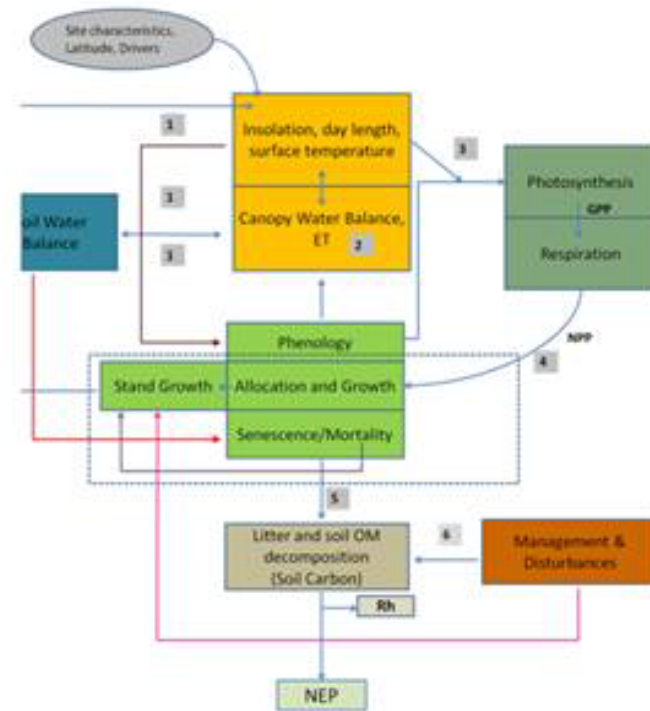 Site characteristics,
Latitude, Drivers
1
Insolation, day length,
surface temperature
3
Photosynthesis
GPP
Respiration
1
oil Water
Balance
3
Canopy Water Balance,
ET
2
Phenology
NPP
4
Stand Growth
Allocation and Growth
Senescence/Mortality
5
Litter and soil OM
decomposition
(Soil Carbon)
6
Management &
Disturbances
Rh
NEP